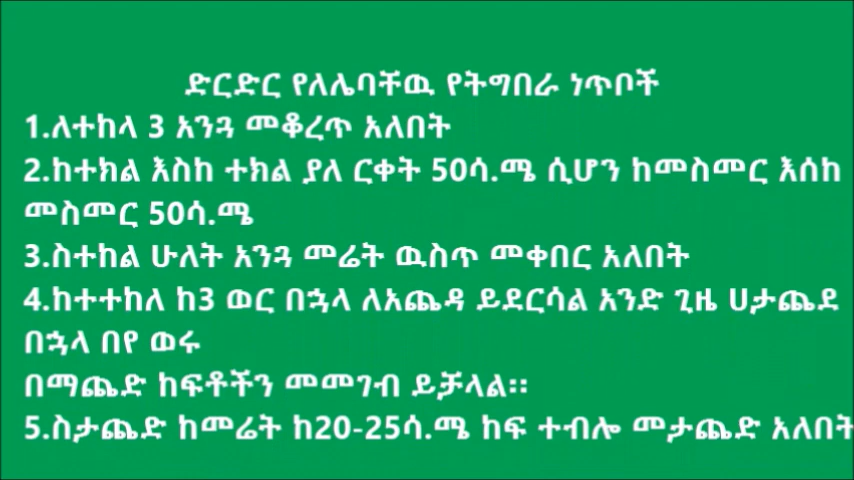 ድርድር የለሌባቸዉ የትግበራ ነጥቦች
1.ለተከላ 3 አንጓ መቆረጥ አለበት
2.ከተክል እስከ ተክል ያለ ርቀት 50ሳ.ሜ ሲሆን ከመስመር እሰከ
መስመር 50ሳ.ሜ
3.ስተከል ሁለት አንጓ መሬት ዉስጥ መቀበር አለበት
4.ከተተከለ ከ3 ወር በኋላ ለአጨዳ ይደርሳል አንድ ጊዜ ሀታጨደ
በኋላ በየ ወሩ
በማጨድ ከፍቶችን መመገብ ይቻላል።
5.ስታጨድ ከመሬት ከ20-25ሳ.ሜ ከፍ ተብሎ መታጨድ አለበት